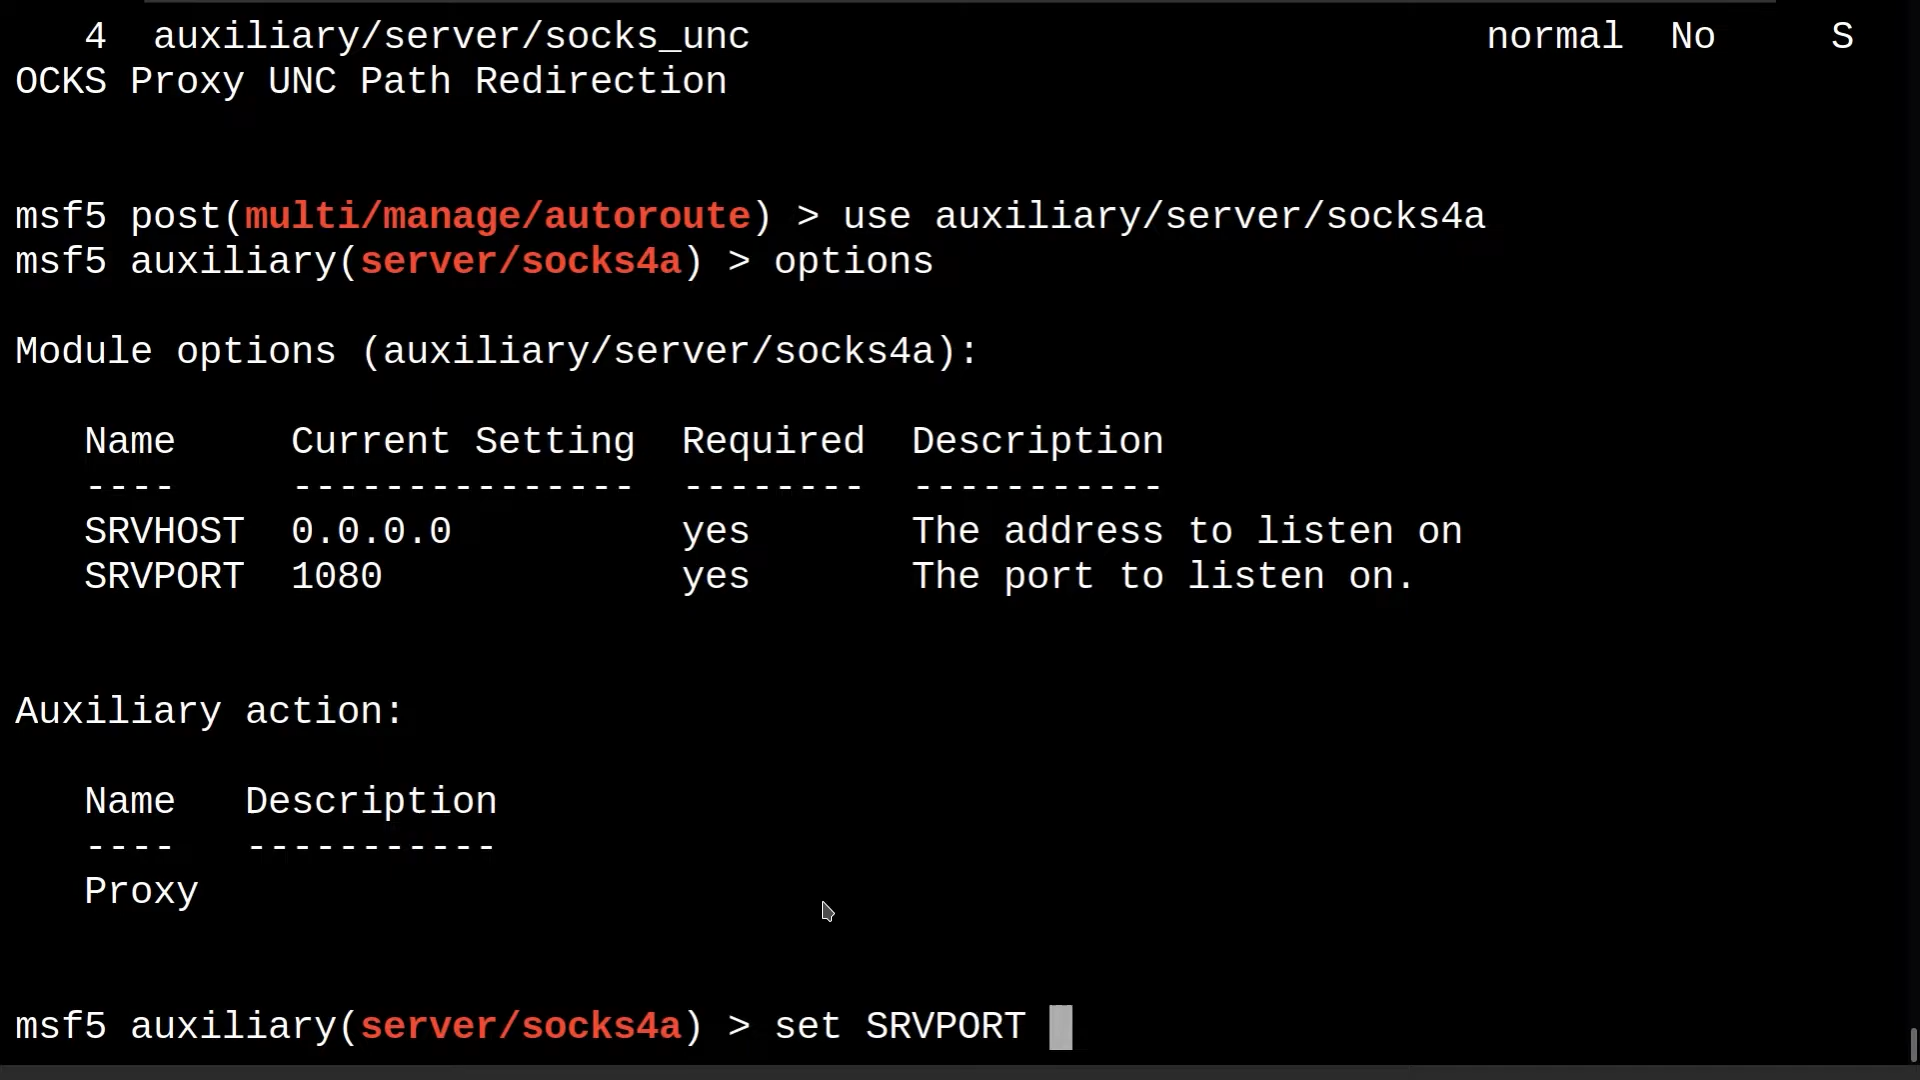 4  auxiliary/server/socks_unc                                normal  No     S
OCKS Proxy UNC Path Redirection
msf5 post(multi/manage/autoroute) > use auxiliary/server/socks4a
msf5 auxiliary(server/socks4a) > options
Module options (auxiliary/server/socks4a):
Name     Current Setting  Required  Description
----     ---------------  --------  -----------
SRVHOST  0.0.0.0          yes       The address to listen on
SRVPORT  1080             yes       The port to listen on.
Auxiliary action:
Name   Description
----   -----------
Proxy
msf5 auxiliary(server/socks4a) > set SRVPORT